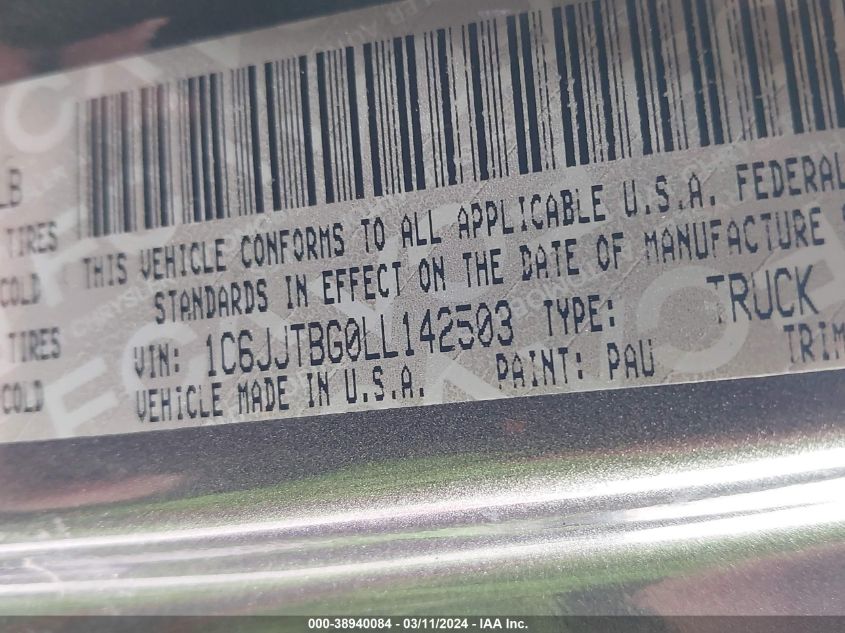 LB
TIRES
COLD
TIRES
COLD
THIS VEHICLE CONFORMS TO ALL APPLICABLE U.S.A. FEDERAL
STANDARDS IN EFFECT ON THE DATE OF MANUFACTURE
VIN: 1C6JJTBG0LL142503 TYPE: TRUCK
VEHICLE MADE IN U.S.A. PAINT: PAU TRIM
000-38940084 - 03/11/2024 - IAA Inc.